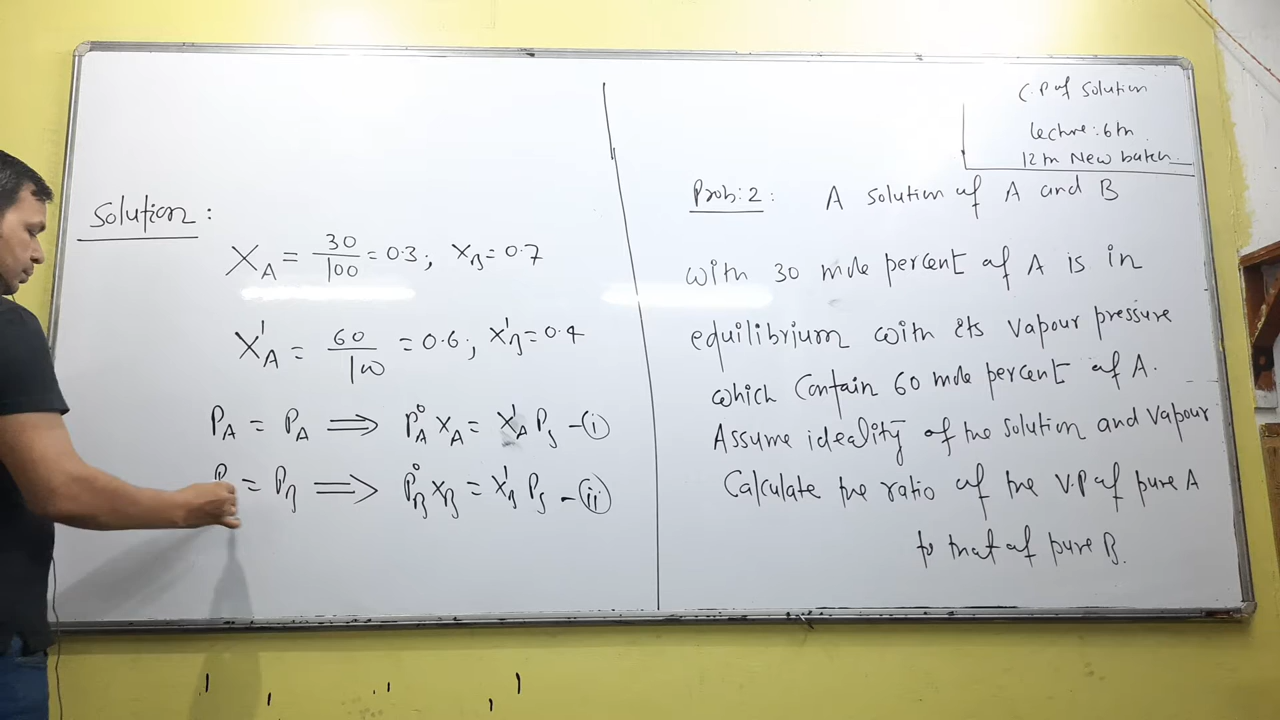 C.P of Solution
Lecture: 6th
12th New batch.
Prob: 2: A solution of A and B
with 30 mole percent of A is in
equilibrium with its vapour pressure
which contain 60 mole percent of A.
Assume ideality of the solution and vapour
Calculate the ratio of the V.P of pure A
to that of pure B.
Solution:
X_A = 30/100 = 0.3; X_B = 0.7
X'_A = 60/100 = 0.6; X'_B = 0.4
P_A = P_A ⟹ P°_A X_A = X'_A P_s - (i)
P = P_B ⟹ P°_B X_B = X'_B P_s - (ii)